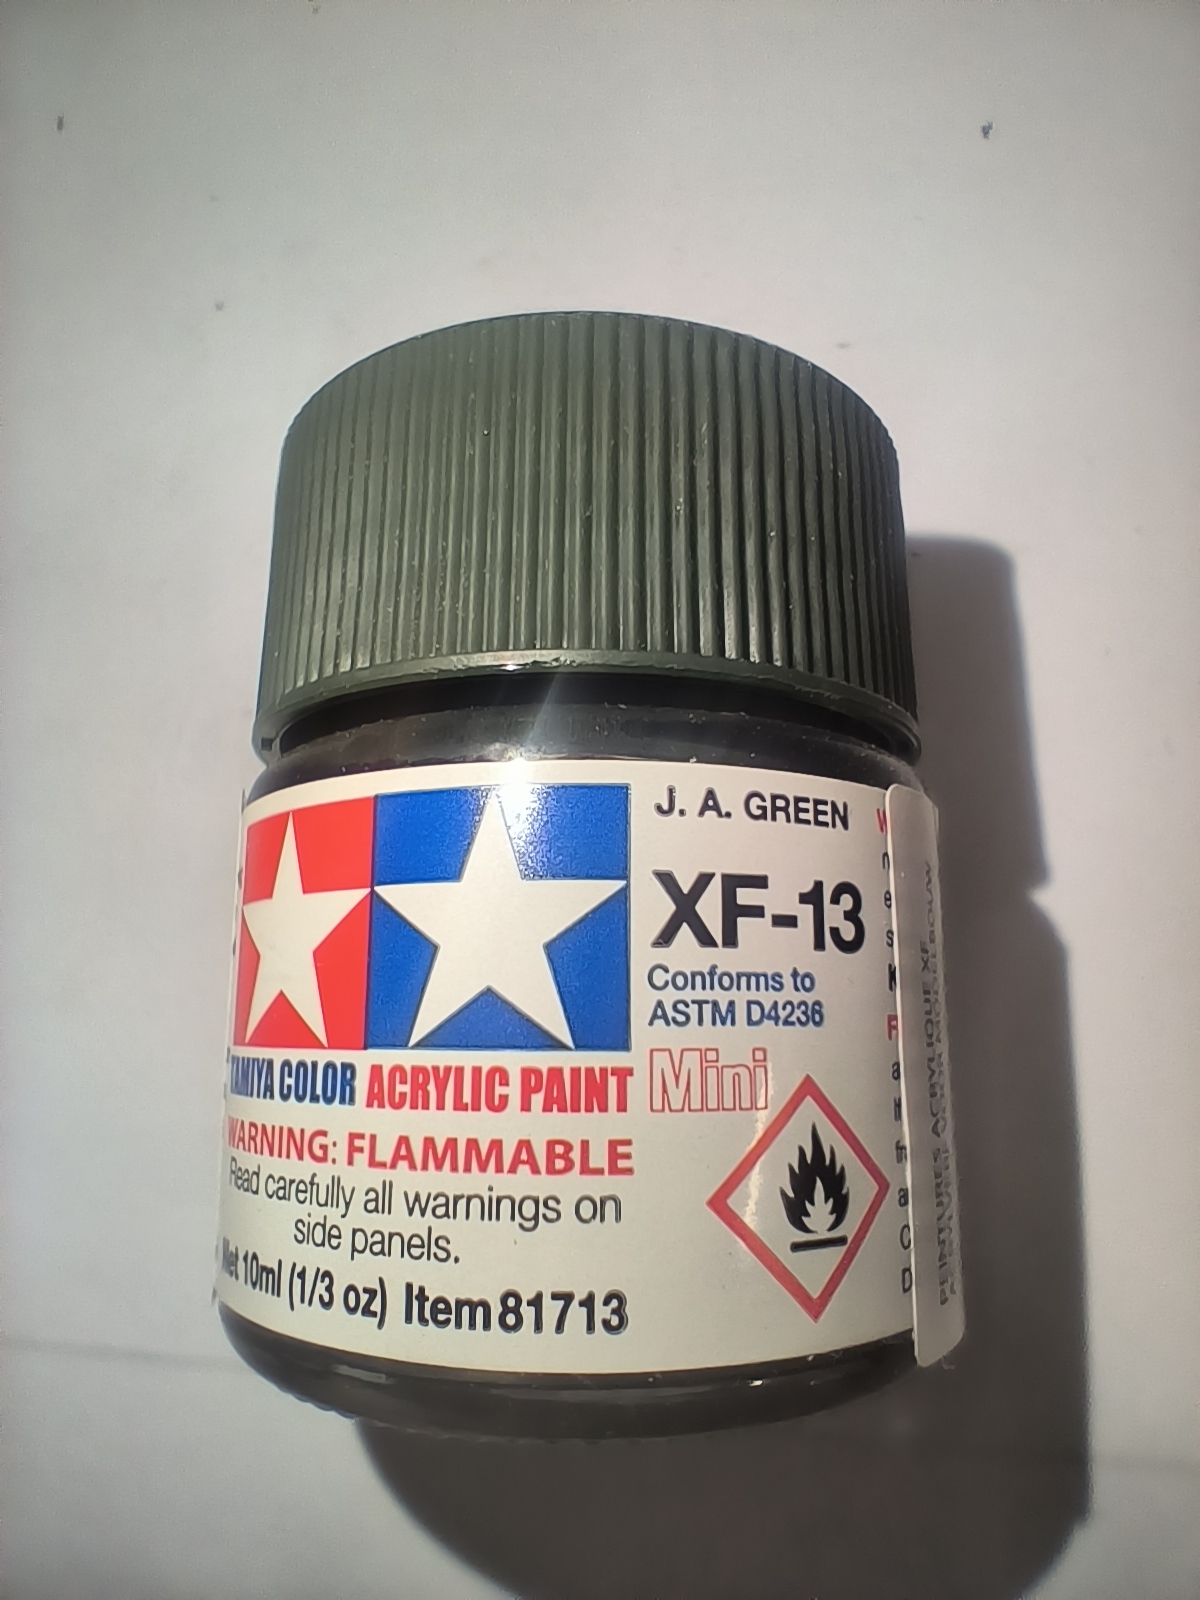 J. A. GREEN
XF-13
Conforms to
ASTM D4236
TAMIYA COLOR ACRYLIC PAINT Mini
WARNING: FLAMMABLE
Read carefully all warnings on
side panels.
Net 10ml (1/3 oz) Item 81713
PEINTURES ACRYLIQUE XF